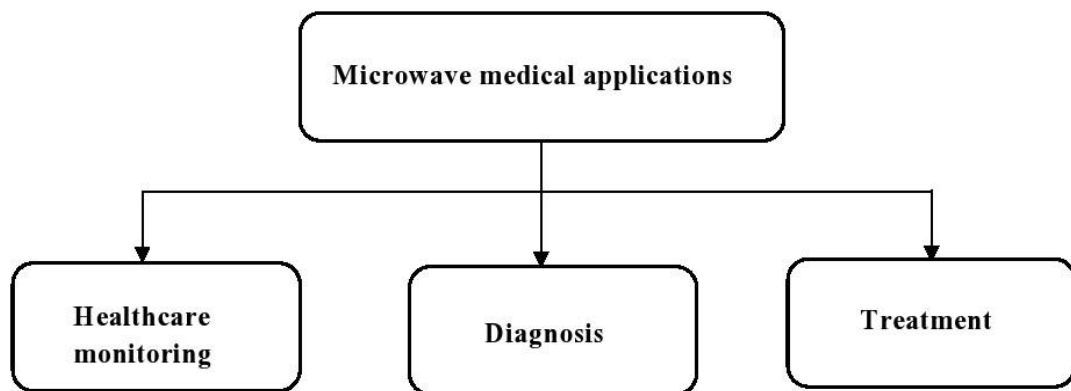 Microwave medical applications
Healthcare
monitoring
Diagnosis
Treatment